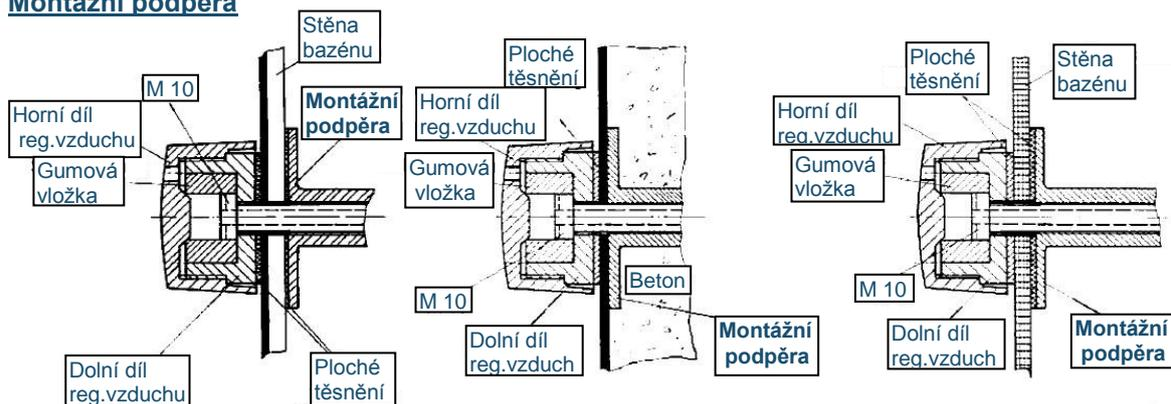 Montážní podpěra
Stěna
bazénu
M 10
Horní díl
reg.vzduchu
Montážní
podpěra
Gumová
vložka
Dolní díl
reg.vzduchu
Ploché
těsnění
Ploché
těsnění
Horní díl
reg.vzduchu
Gumová
vložka
M 10
Beton
Dolní díl
reg.vzduch
Montážní
podpěra
Ploché
těsnění
Stěna
bazénu
Horní díl
reg.vzduchu
Gumová
vložka
M 10
Dolní díl
reg.vzduch
Montážní
podpěra